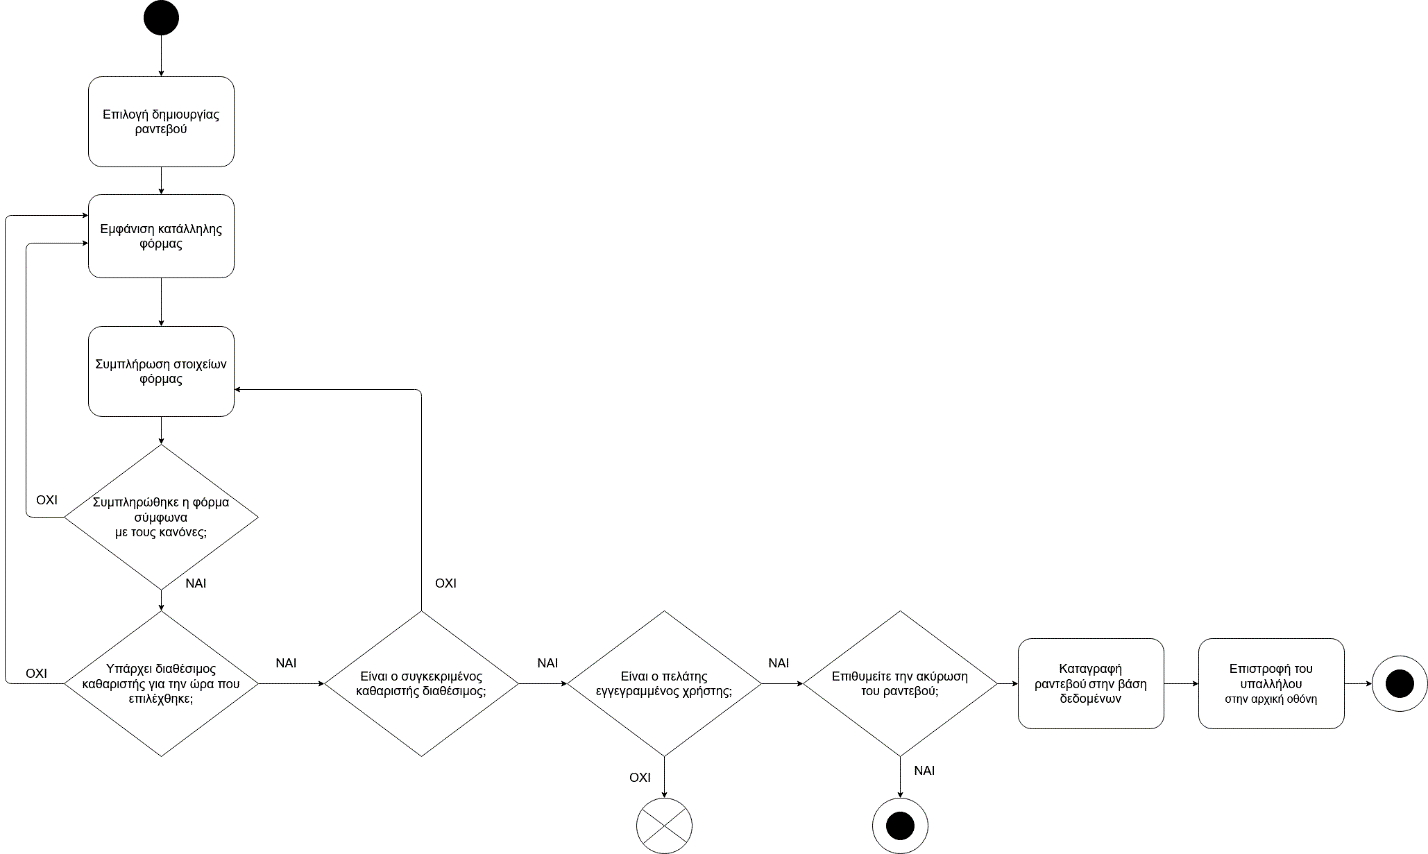 Επιλογή δημιουργίας
ραντεβού
Εμφάνιση κατάλληλης
φόρμας
Συμπλήρωση στοιχείων
φόρμας
ΟΧΙ
Συμπληρώθηκε η φόρμα
σύμφωνα
με τους κανόνες;
ΝΑΙ
ΟΧΙ
ΟΧΙ
Υπάρχει διαθέσιμος
καθαριστής για την ώρα που
επιλέχθηκε;
ΝΑΙ
Είναι ο συγκεκριμένος
καθαριστής διαθέσιμος;
ΝΑΙ
Είναι ο πελάτης
εγγεγραμμένος χρήστης;
ΝΑΙ
Επιθυμείτε την ακύρωση
του ραντεβού;
Καταγραφή
ραντεβού στην βάση
δεδομένων
Επιστροφή του
υπαλλήλου
στην αρχική οθόνη
ΟΧΙ
ΝΑΙ